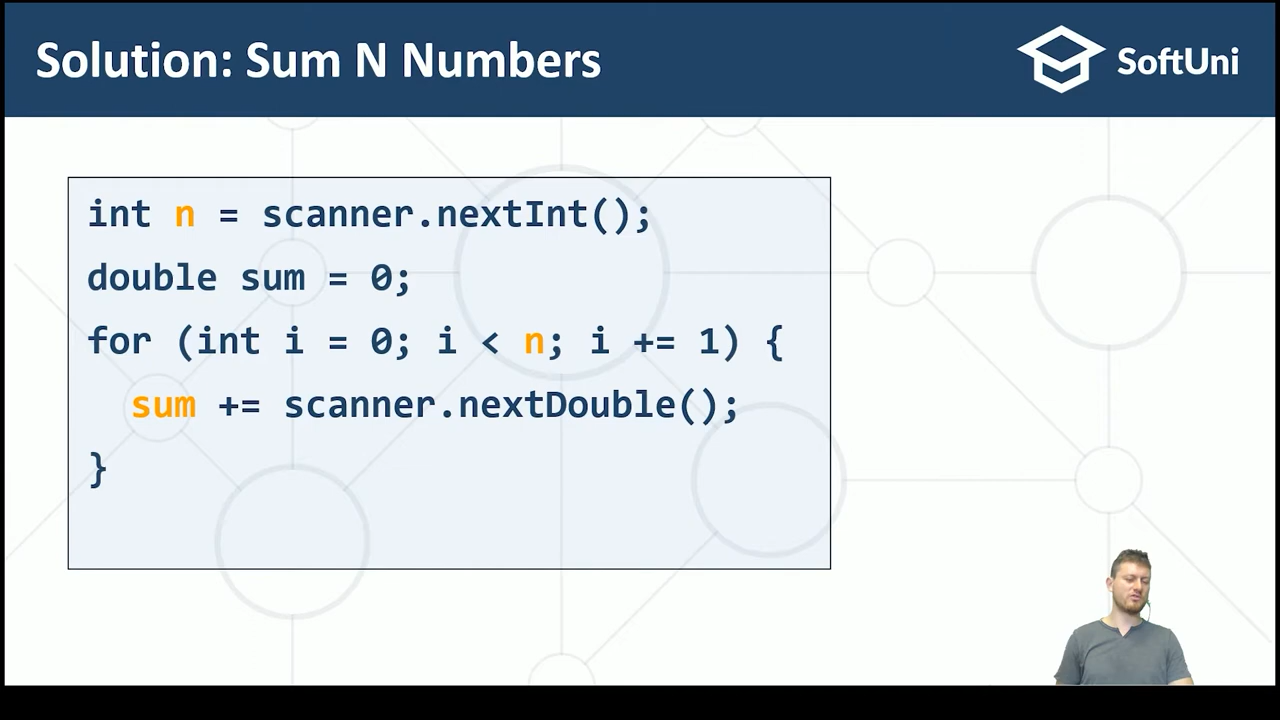 Solution: Sum N Numbers
SoftUni
int n = scanner.nextInt();
double sum = 0;
for (int i = 0; i < n; i += 1) {
  sum += scanner.nextDouble();
}